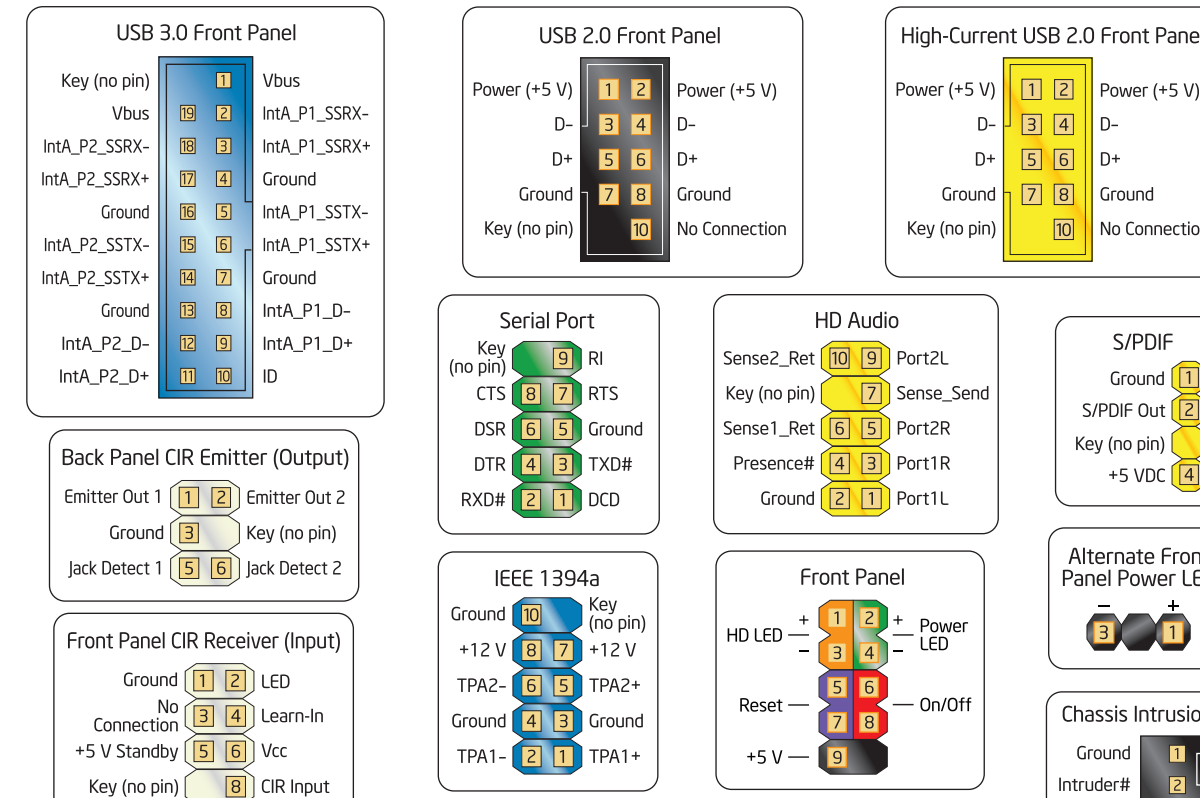 USB 3.0 Front Panel
Key (no pin) 1 Vbus
Vbus 19 2 IntA_P1_SSRX-
IntA_P2_SSRX- 18 3 IntA_P1_SSRX+
IntA_P2_SSRX+ 17 4 Ground
Ground 16 5 IntA_P1_SSTX-
IntA_P2_SSTX- 15 6 IntA_P1_SSTX+
IntA_P2_SSTX+ 14 7 Ground
Ground 13 8 IntA_P1_D-
IntA_P2_D- 12 9 IntA_P1_D+
IntA_P2_D+ 11 10 ID
USB 2.0 Front Panel
Power (+5 V) 1 2 Power (+5 V)
D- 3 4 D-
D+ 5 6 D+
Ground 7 8 Ground
Key (no pin) 10 No Connection
High-Current USB 2.0 Front Pane
Power (+5 V) 1 2 Power (+5 V)
D- 3 4 D-
D+ 5 6 D+
Ground 7 8 Ground
Key (no pin) 10 No Connectio
Back Panel CIR Emitter (Output)
Emitter Out 1 1 2 Emitter Out 2
Ground 3 Key (no pin)
Jack Detect 1 5 6 Jack Detect 2
Front Panel CIR Receiver (Input)
Ground 1 2 LED
No
Connection 3 4 Learn-In
+5 V Standby 5 6 Vcc
Key (no pin) 8 CIR Input
Serial Port
Key
(no pin) 9 RI
CTS 8 7 RTS
DSR 6 5 Ground
DTR 4 3 TXD#
RXD# 2 1 DCD
HD Audio
Sense2_Ret 10 9 Port2L
Key (no pin) 7 Sense_Send
Sense1_Ret 6 5 Port2R
Presence# 4 3 Port1R
Ground 2 1 Port1L
S/PDIF
Ground 1
S/PDIF Out 2
Key (no pin)
+5 VDC 4
IEEE 1394a
Ground 10 Key
(no pin)
+12 V 8 7 +12 V
TPA2- 6 5 TPA2+
Ground 4 3 Ground
TPA1- 2 1 TPA1+
Front Panel
+ 1 2 +
HD LED Power
LED
- 3 4 -
5 6
Reset On/Off
7 8
+5 V 9
Alternate Fron
Panel Power LE
- +
3 1
Chassis Intrusio
Ground 1
Intruder# 2